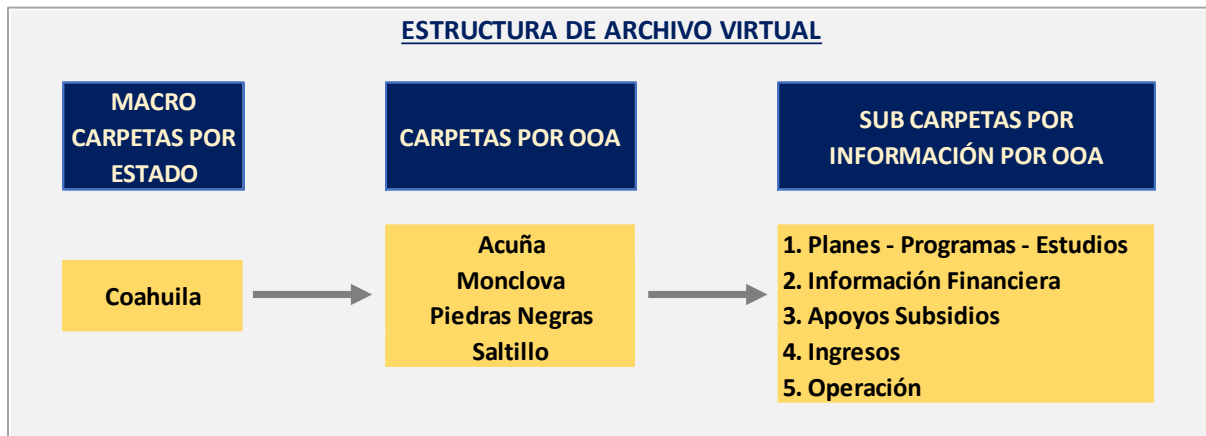 ESTRUCTURA DE ARCHIVO VIRTUAL
MACRO
CARPETAS POR
ESTADO
CARPETAS POR OOA
SUB CARPETAS POR
INFORMACIÓN POR OOA
Coahuila
Acuña
Monclova
Piedras Negras
Saltillo
1. Planes - Programas - Estudios
2. Información Financiera
3. Apoyos Subsidios
4. Ingresos
5. Operación